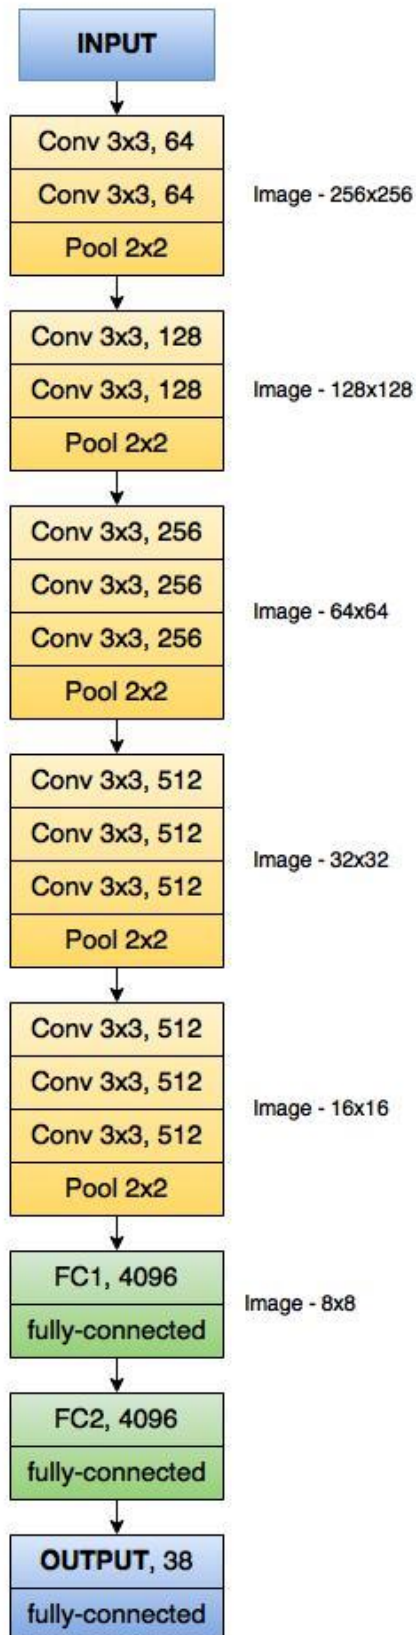 INPUT
Conv 3x3, 64
Conv 3x3, 64
Image - 256x256
Pool 2x2
Conv 3x3, 128
Conv 3x3, 128
Image - 128x128
Pool 2x2
Conv 3x3, 256
Conv 3x3, 256
Image - 64x64
Conv 3x3, 256
Pool 2x2
Conv 3x3, 512
Conv 3x3, 512
Image - 32x32
Conv 3x3, 512
Pool 2x2
Conv 3x3, 512
Conv 3x3, 512
Image - 16x16
Conv 3x3, 512
Pool 2x2
FC1, 4096
Image - 8x8
fully-connected
FC2, 4096
fully-connected
OUTPUT, 38
fully-connected